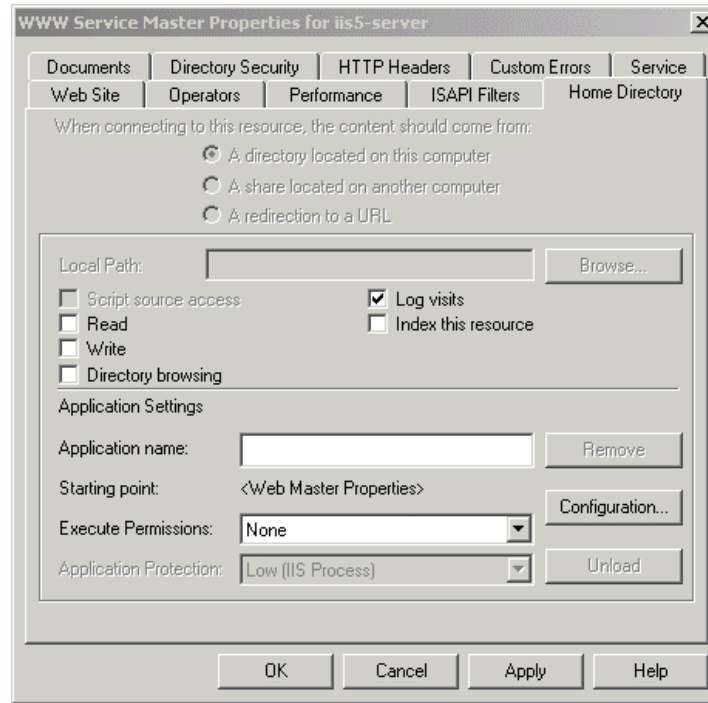 WWW Service Master Properties for iis5-server
Documents Directory Security HTTP Headers Custom Errors Service
Web Site Operators Performance ISAPI Filters Home Directory
When connecting to this resource, the content should come from:
A directory located on this computer
A share located on another computer
A redirection to a URL
Local Path: Browse...
Script source access Log visits
Read Index this resource
Write
Directory browsing
Application Settings
Application name: Remove
Starting point: <Web Master Properties>
Configuration...
Execute Permissions: None
Application Protection: Low (IIS Process) Unload
OK Cancel Apply Help